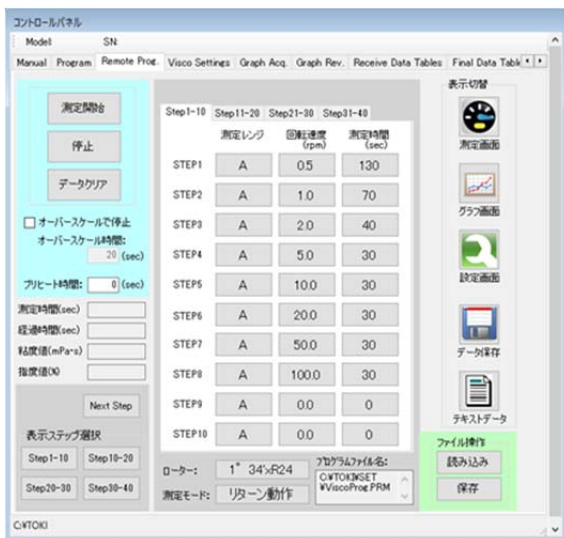 コントロールパネル
Model: SN:
Manual Program Remote Prog. Visco Settings Graph Acq. Graph Rev. Receive Data Tables Final Data Table
測定開始
停止
データクリア
オーバースケールで停止
オーバースケール時間:
20 (sec)
プリヒート時間: 0 (sec)
測定時間(sec)
経過時間(sec)
粘度値(mPa·s)
指度値(%)
Next Step
表示ステップ選択
Step1-10 Step10-20
Step20-30 Step30-40
Step1-10 Step11-20 Step21-30 Step31-40
測定レンジ 回転速度 測定時間
(rpm) (sec)
STEP1 A 0.5 130
STEP2 A 1.0 70
STEP3 A 2.0 40
STEP4 A 5.0 30
STEP5 A 10.0 30
STEP6 A 20.0 30
STEP7 A 50.0 30
STEP8 A 100.0 30
STEP9 A 0.0 0
STEP10 A 0.0 0
ローター: 1°34'xR24
測定モード: リターン動作
プログラムファイル名:
C:¥TOKI¥SET
¥ViscoProg.PRM
表示切替
測定画面
グラフ画面
設定画面
データ保存
テキストデータ
ファイル操作
読み込み
保存
C:¥TOKI